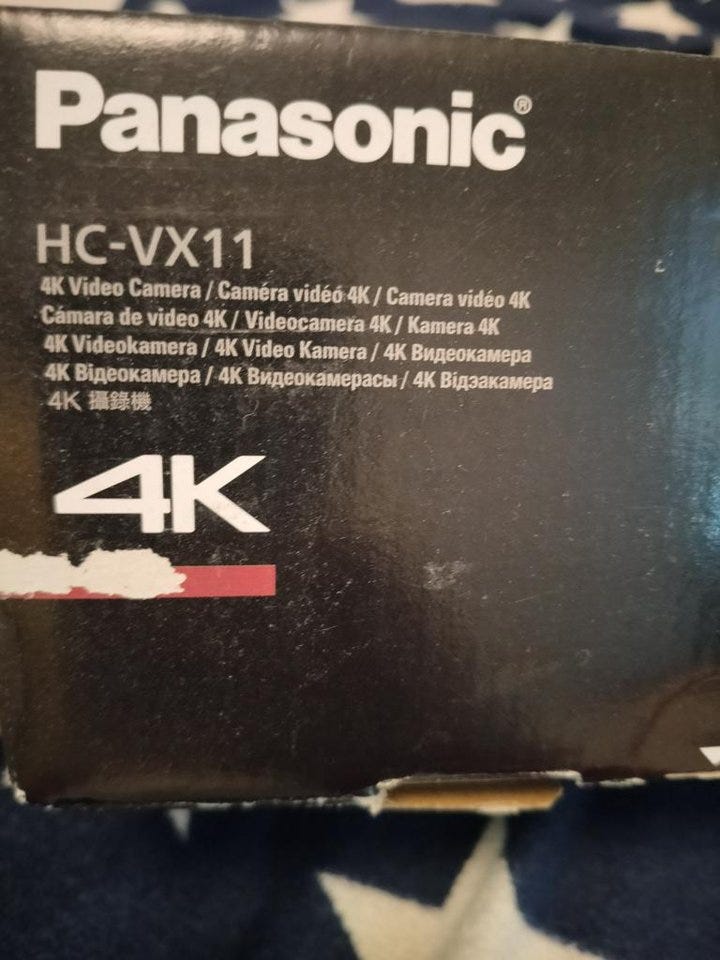 Panasonic®
HC-VX11
4K Video Camera / Caméra vidéo 4K / Camera vidéo 4K
Cámara de video 4K / Videocamera 4K / Kamera 4K
4K Videokamera / 4K Video Kamera / 4K Видеокамера
4K Відеокамера / 4K Видеокамерасы / 4K Відэакамера
4K 攝錄機
4K